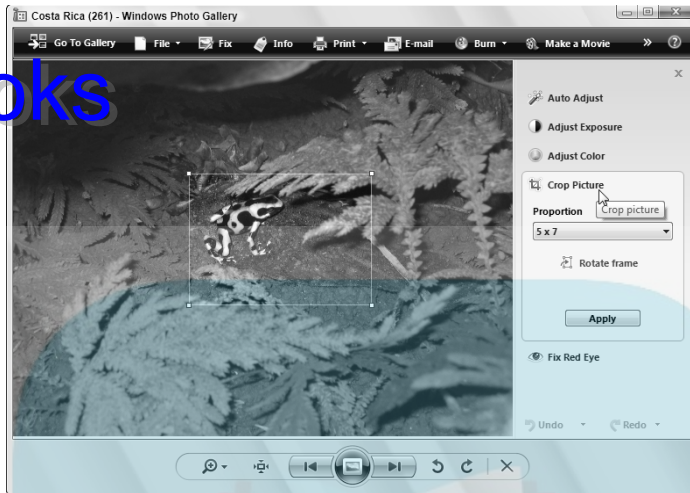 Costa Rica (261) - Windows Photo Gallery
Go To Gallery File Fix Info Print E-mail Burn Make a Movie » ?
oks
Auto Adjust
Adjust Exposure
Adjust Color
Crop Picture
Proportion
Crop picture
5 x 7
Rotate frame
Apply
Fix Red Eye
Undo Redo